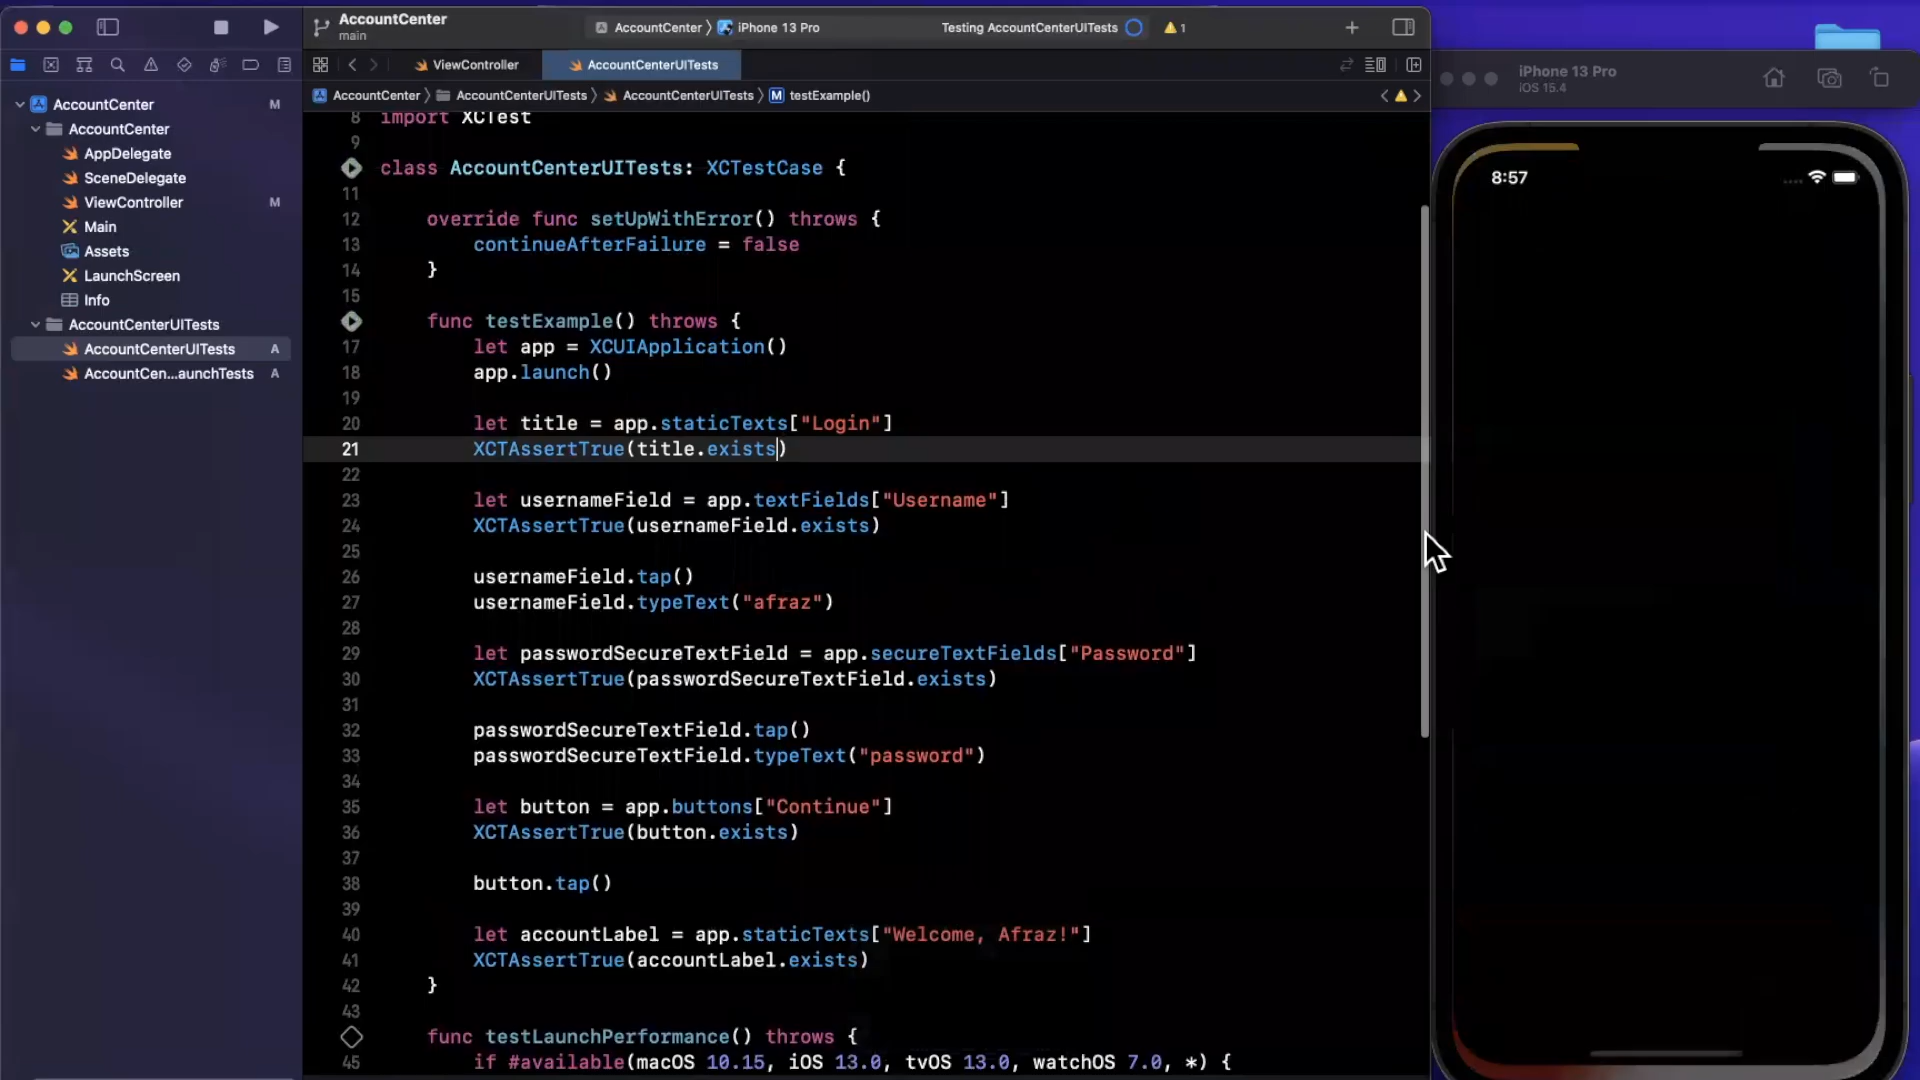 AccountCenter
main
AccountCenter
iPhone 13 Pro
Testing AccountCenterUITests
1
ViewController
AccountCenterUITests
AccountCenter
AccountCenterUITests
AccountCenterUITests
M
testExample()
AccountCenter M
AccountCenter
AppDelegate
SceneDelegate
ViewController M
Main
Assets
LaunchScreen
Info
AccountCenterUITests
AccountCenterUITests A
AccountCen...aunchTests A
8 import XCTest
9
class AccountCenterUITests: XCTestCase {
11
12 override func setUpWithError() throws {
13 continueAfterFailure = false
14 }
15
func testExample() throws {
17 let app = XCUIApplication()
18 app.launch()
19
20 let title = app.staticTexts["Login"]
21 XCTAssertTrue(title.exists)
22
23 let usernameField = app.textFields["Username"]
24 XCTAssertTrue(usernameField.exists)
25
26 usernameField.tap()
27 usernameField.typeText("afraz")
28
29 let passwordSecureTextField = app.secureTextFields["Password"]
30 XCTAssertTrue(passwordSecureTextField.exists)
31
32 passwordSecureTextField.tap()
33 passwordSecureTextField.typeText("password")
34
35 let button = app.buttons["Continue"]
36 XCTAssertTrue(button.exists)
37
38 button.tap()
39
40 let accountLabel = app.staticTexts["Welcome, Afraz!"]
41 XCTAssertTrue(accountLabel.exists)
42 }
43
func testLaunchPerformance() throws {
45 if #available(macOS 10.15, iOS 13.0, tvOS 13.0, watchOS 7.0, *) {
iPhone 13 Pro
iOS 15.4
8:57